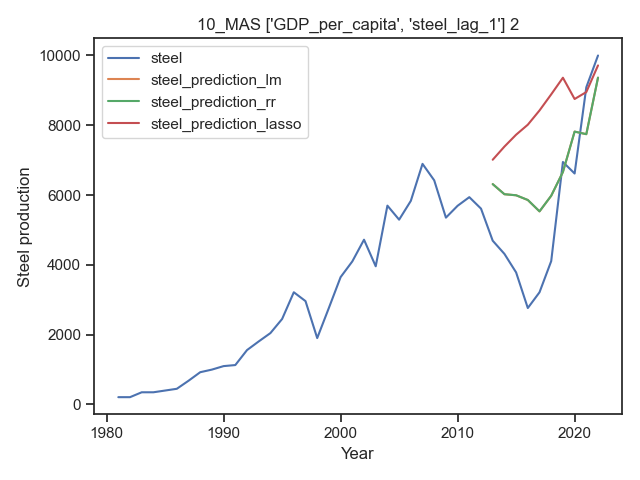 10_MAS ['GDP_per_capita', 'steel_lag_1'] 2
steel
steel_prediction_lm
steel_prediction_rr
steel_prediction_lasso
Steel production
10000
8000
6000
4000
2000
0
1980
1990
2000
2010
2020
Year